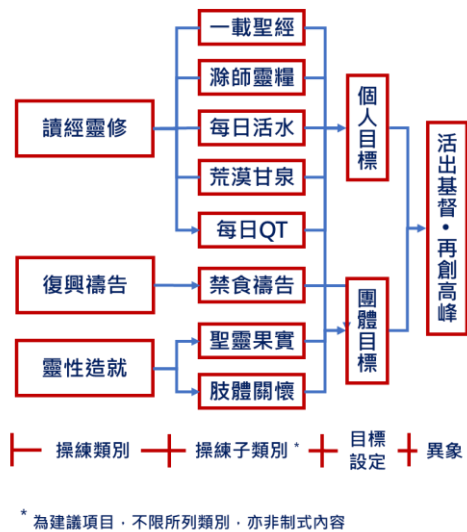 讀經靈修
復興禱告
靈性造就
一載聖經
滌師靈糧
每日活水
荒漠甘泉
每日QT
禁食禱告
聖靈果實
肢體關懷
個人目標
團體目標
活出基督・再創高峰
操練類別
操練子類別 *
目標
設定
異象
* 為建議項目，不限所列類別，亦非制式內容